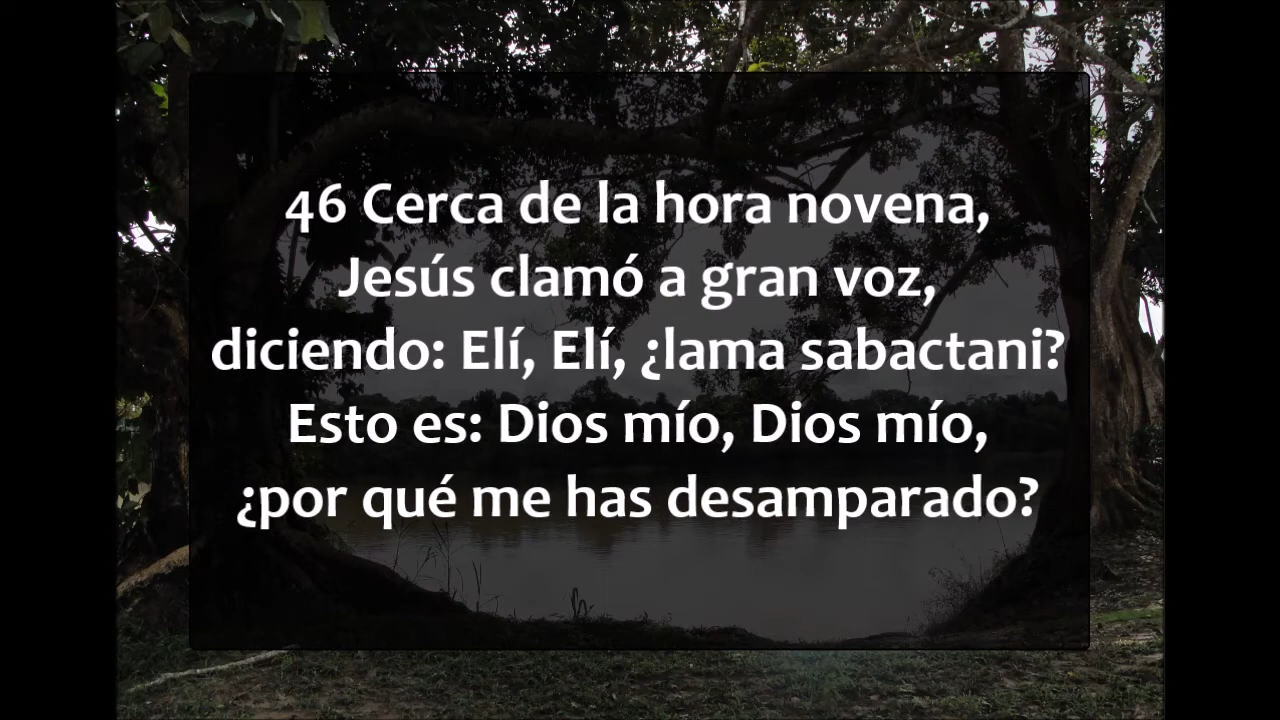 46 Cerca de la hora novena,
Jesús clamó a gran voz,
diciendo: Elí, Elí, ¿lama sabactani?
Esto es: Dios mío, Dios mío,
¿por qué me has desamparado?